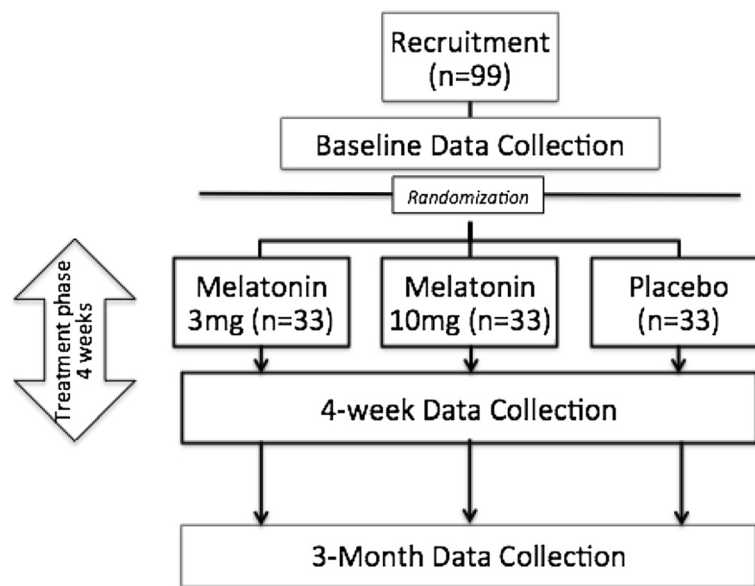 Recruitment
(n=99)
Baseline Data Collection
Randomization
Treatment phase
4 weeks
Melatonin
3mg (n=33)
Melatonin
10mg (n=33)
Placebo
(n=33)
4-week Data Collection
3-Month Data Collection